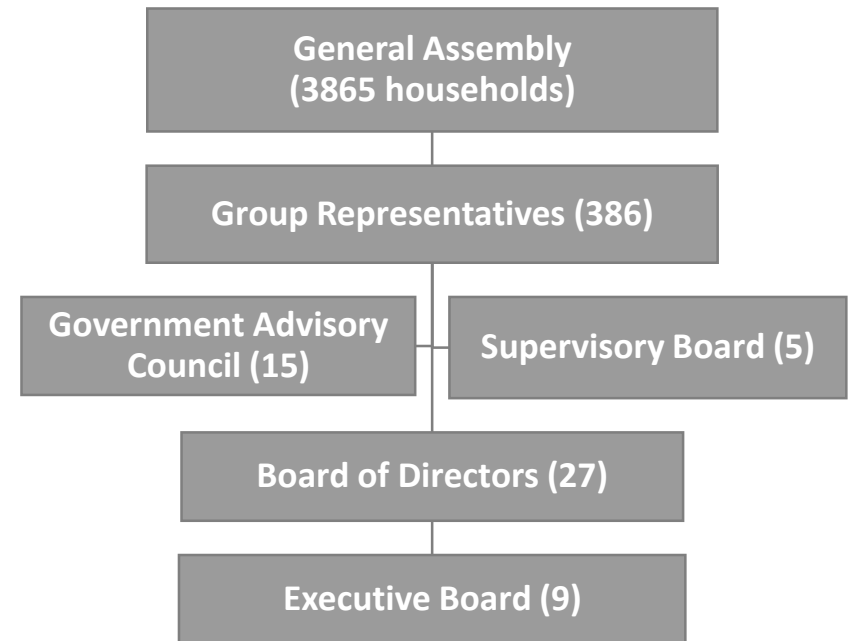 General Assembly
(3865 households)
Group Representatives (386)
Government Advisory
Council (15)
Supervisory Board (5)
Board of Directors (27)
Executive Board (9)